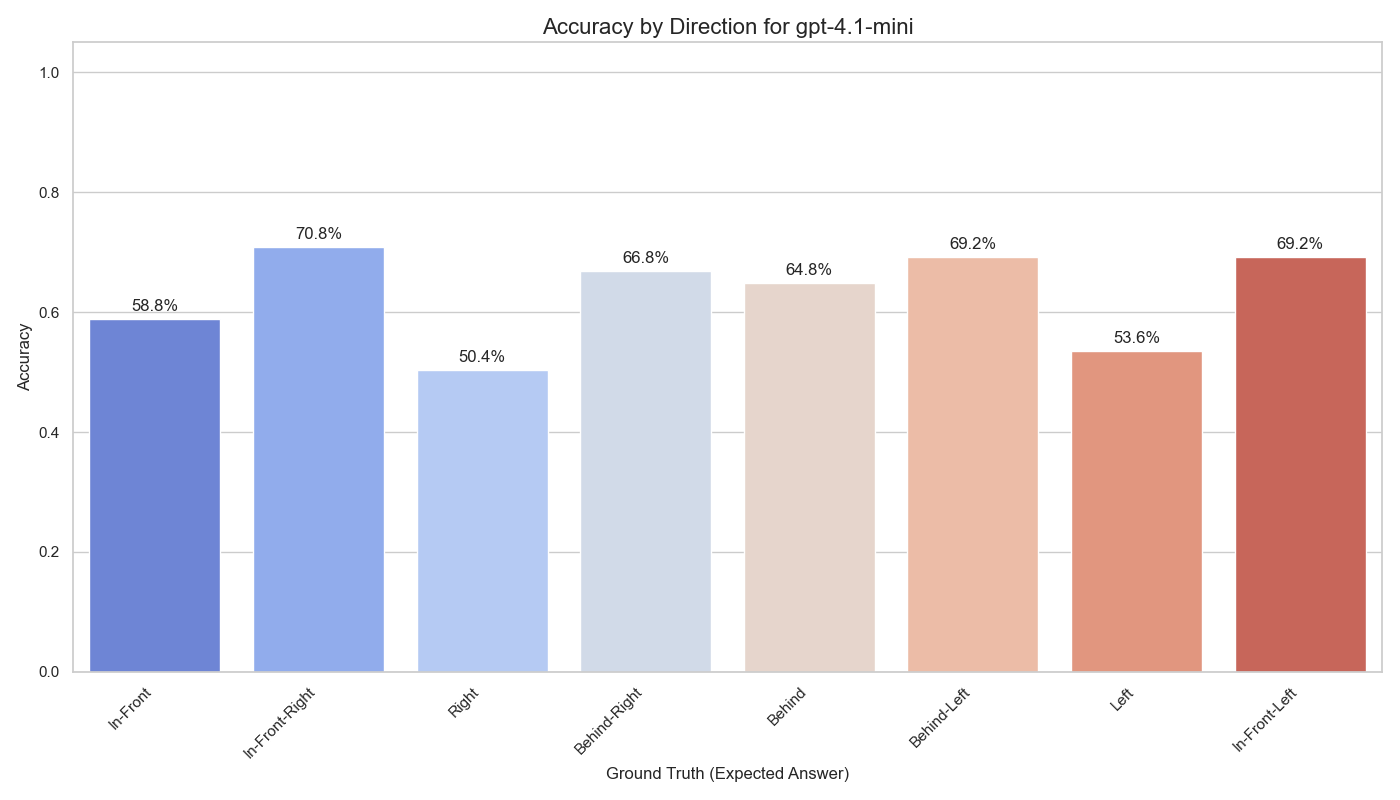 Accuracy by Direction for gpt-4.1-mini
1.0
0.8
0.6
0.4
0.2
0.0
Accuracy
58.8%
70.8%
50.4%
66.8%
64.8%
69.2%
53.6%
69.2%
In-Front
In-Front-Right
Right
Behind-Right
Behind
Behind-Left
Left
In-Front-Left
Ground Truth (Expected Answer)